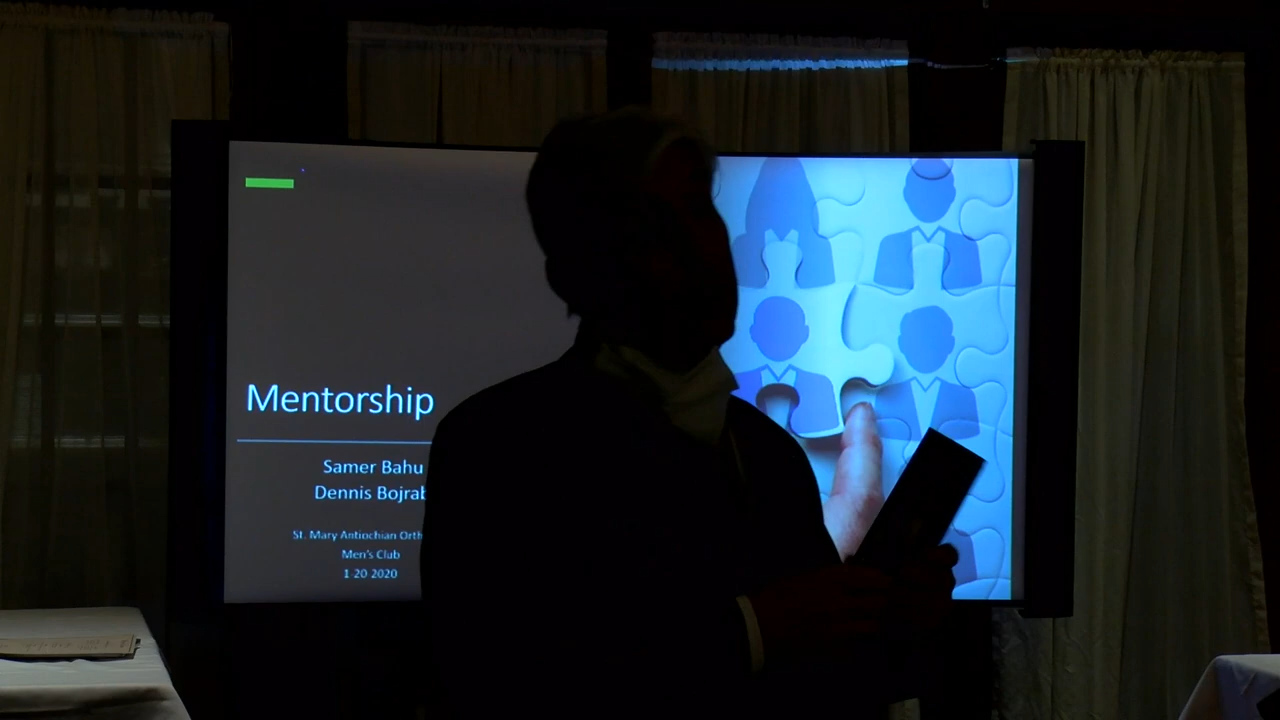 Mentorship
Samer Bahu
Dennis Bojrab
St. Mary Antiochian Orth
Men's Club
1-20 2020